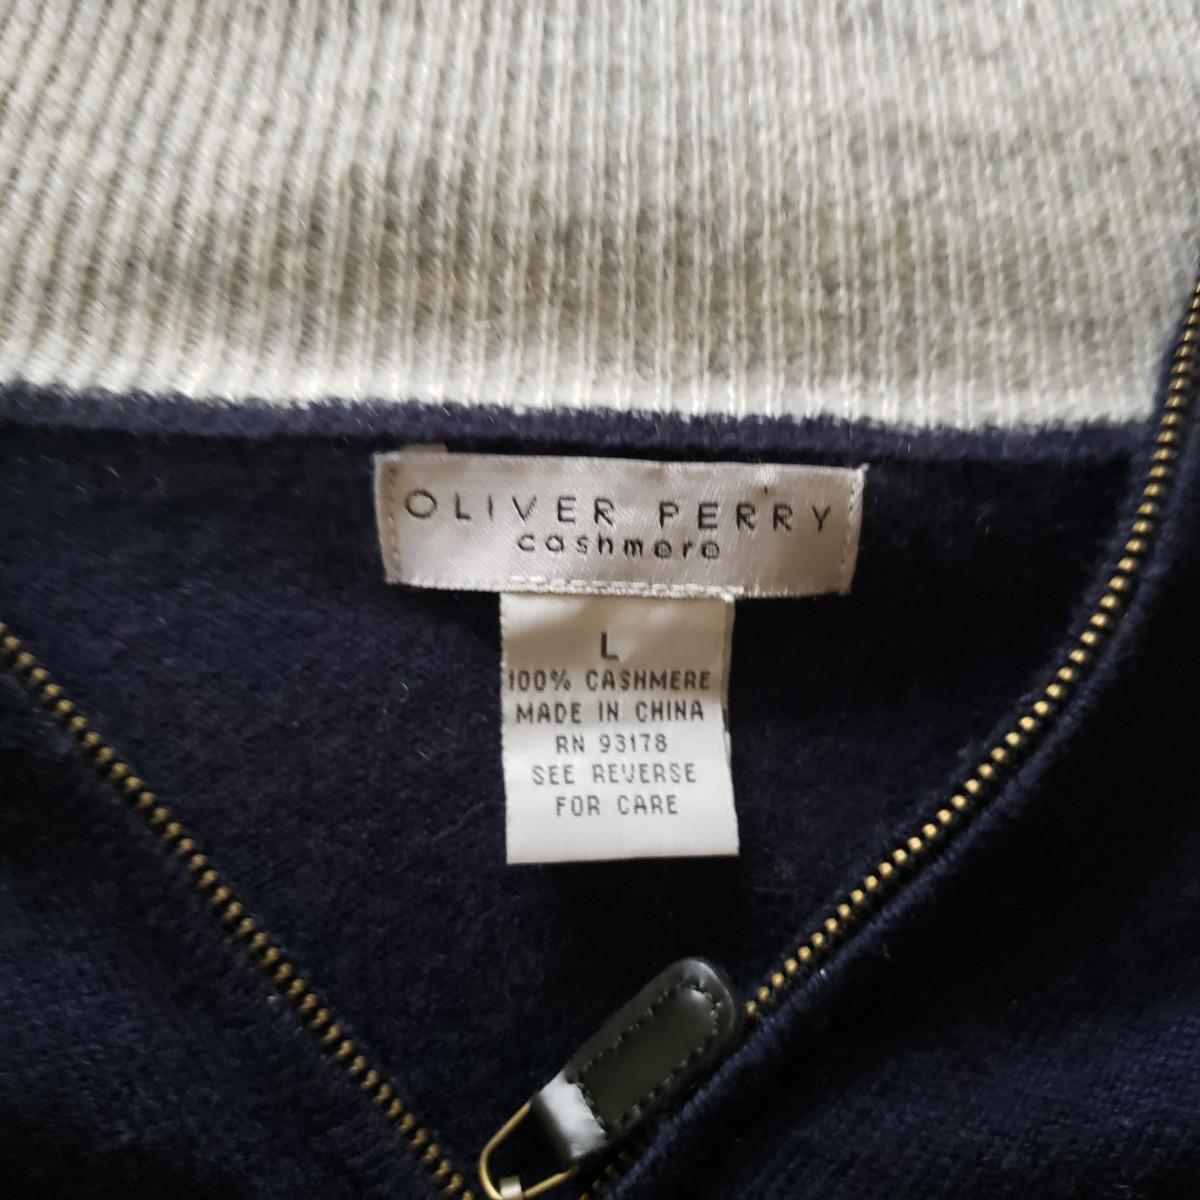 OLIVER PERRY
cashmere
L
100% CASHMERE
MADE IN CHINA
RN 93178
SEE REVERSE
FOR CARE